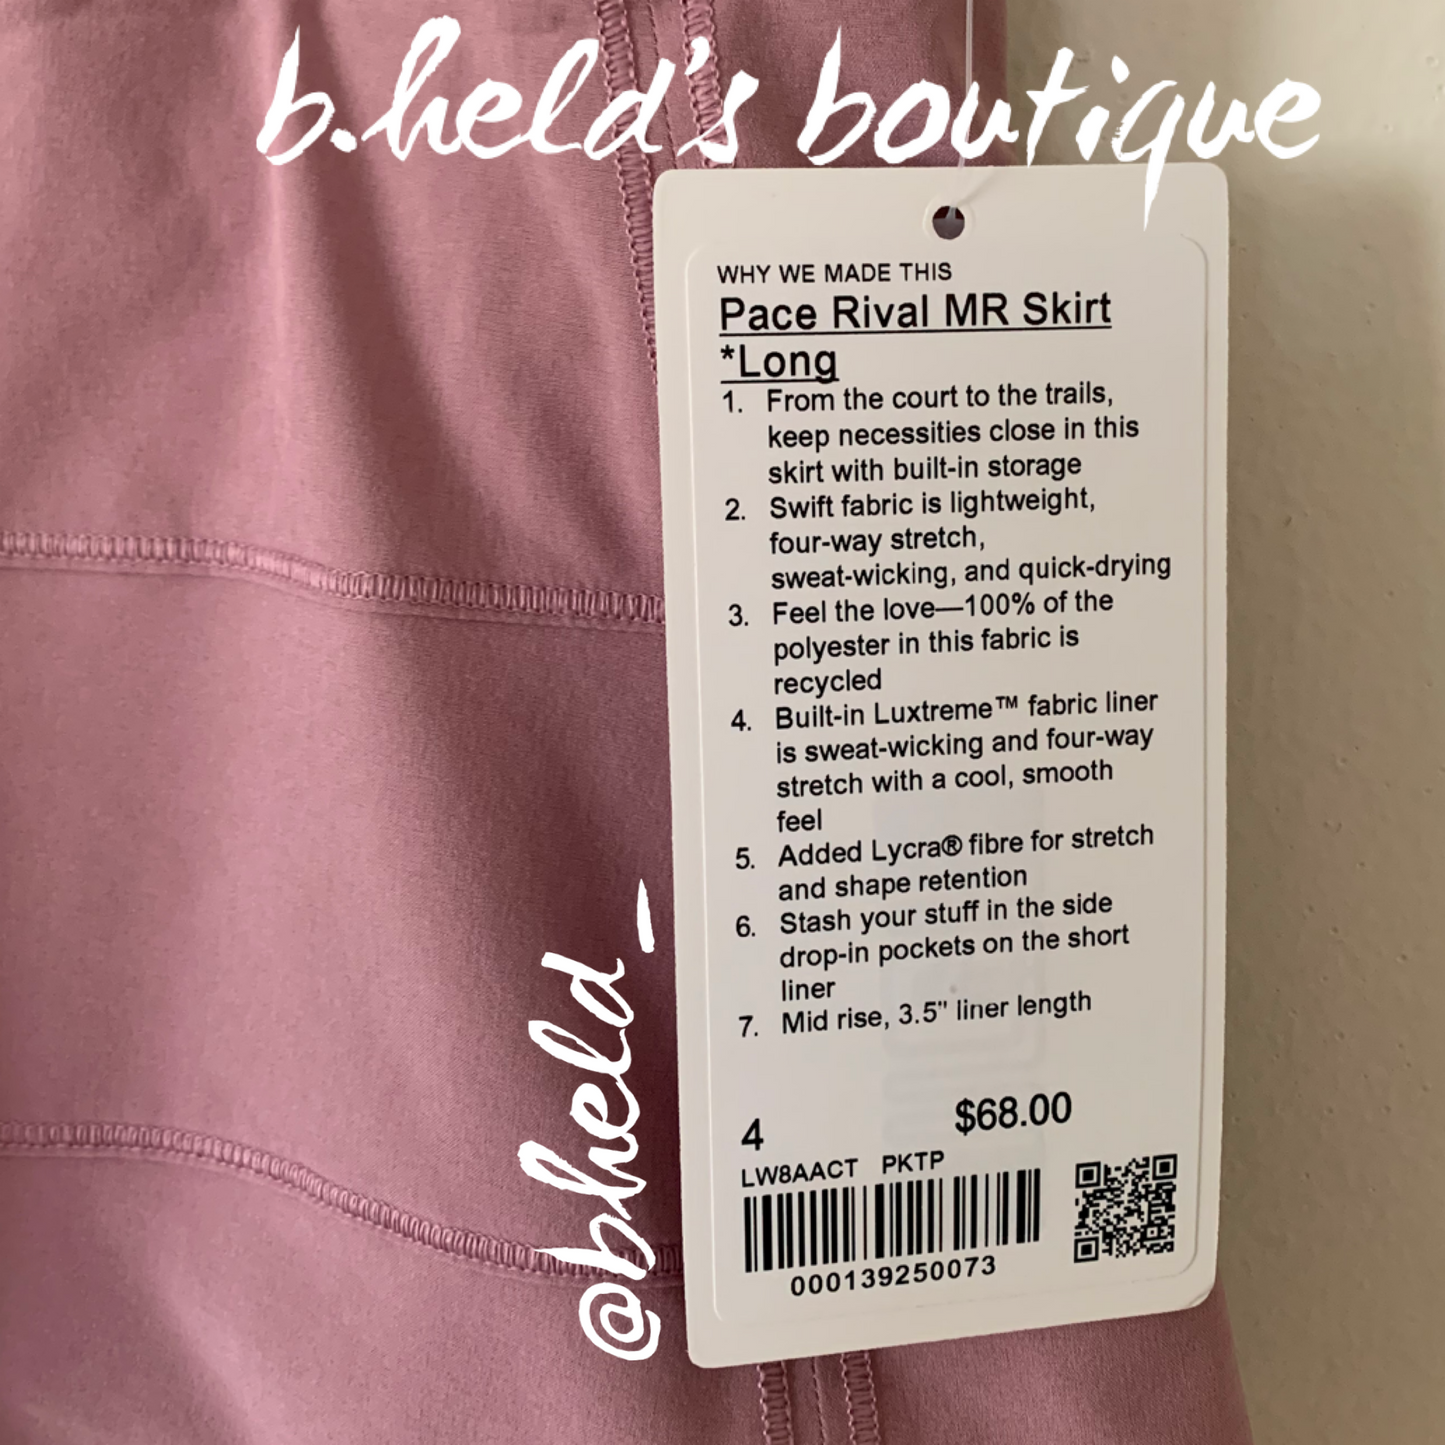 b.held's boutique
WHY WE MADE THIS
Pace Rival MR Skirt
*Long
1. From the court to the trails,
keep necessities close in this
skirt with built-in storage
2. Swift fabric is lightweight,
four-way stretch,
sweat-wicking, and quick-drying
3. Feel the love—100% of the
polyester in this fabric is
recycled
4. Built-in Luxtreme™ fabric liner
is sweat-wicking and four-way
stretch with a cool, smooth
feel
5. Added Lycra® fibre for stretch
and shape retention
6. Stash your stuff in the side
drop-in pockets on the short
liner
7. Mid rise, 3.5" liner length
4 $68.00
LW8AACT PKTP
000139250073
@bheld_